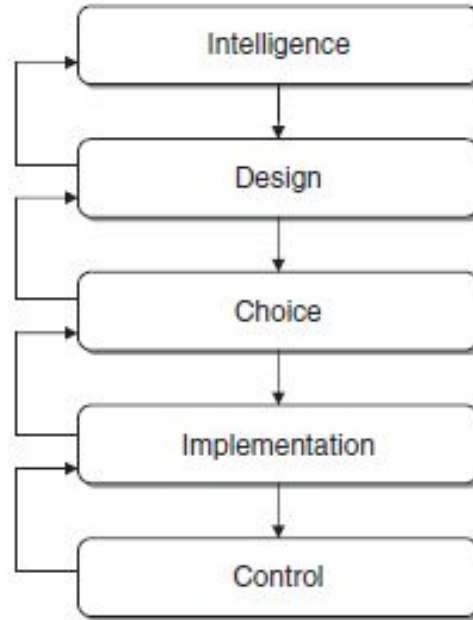 Intelligence
Design
Choice
Implementation
Control